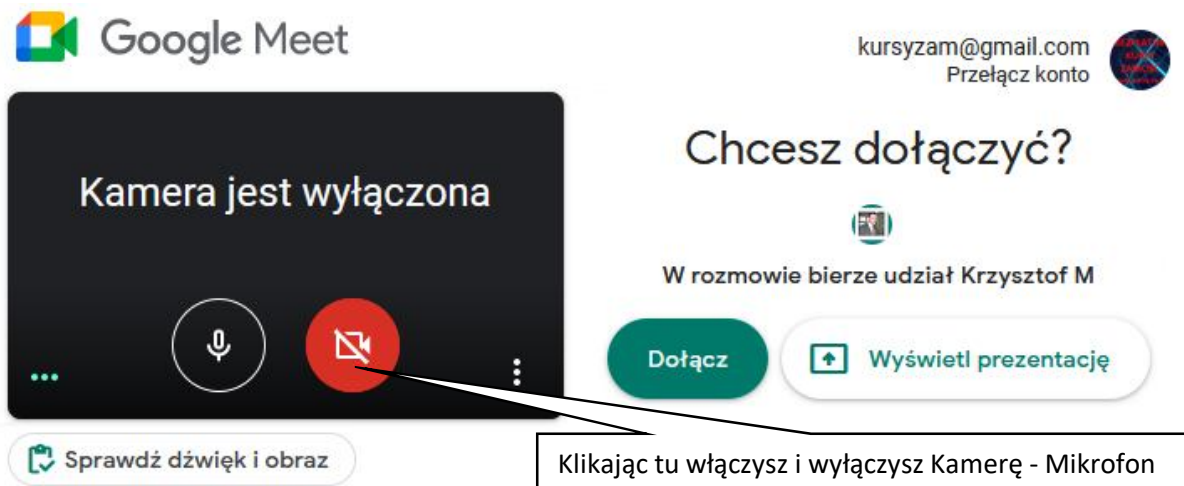 Google Meet
kursyzam@gmail.com
Przełącz konto
Kamera jest wyłączona
Chcesz dołączyć?
W rozmowie bierze udział Krzysztof M
Dołącz
Wyświetl prezentację
Sprawdź dźwięk i obraz
Klikając tu włączysz i wyłączysz Kamerę - Mikrofon